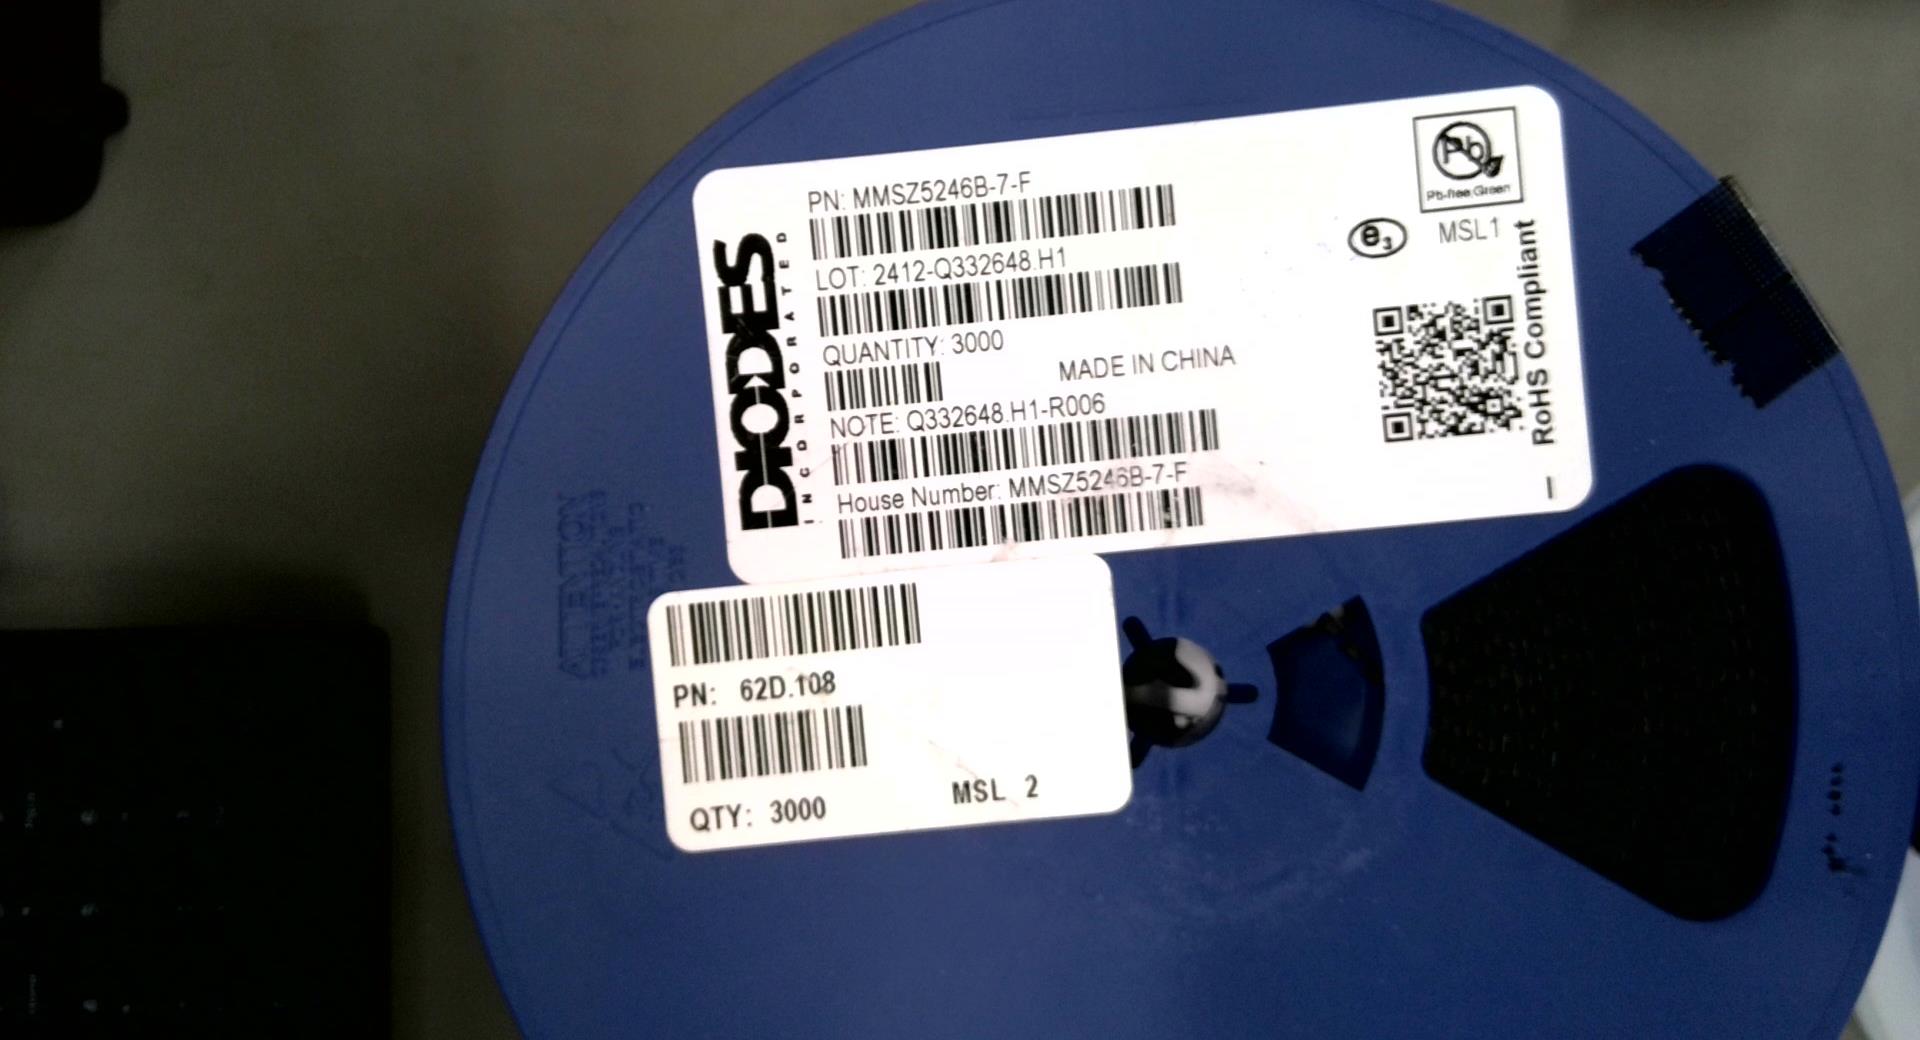 DIODES
INCORPORATED
PN: MMSZ5246B-7-F
LOT: 2412-Q332648.H1
QUANTITY: 3000
MADE IN CHINA
NOTE: Q332648.H1-R006
House Number: MMSZ5246B-7-F
Pb
Pb-free Green
e3
MSL1
RoHS Compliant
PN: 62D.108
QTY: 3000
MSL 2
ATTENTION